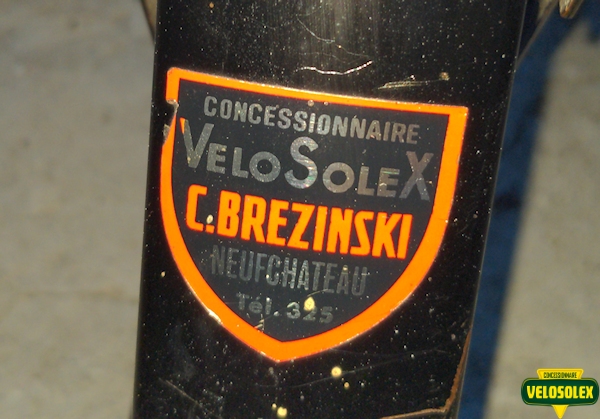 CONCESSIONNAIRE
VELOSOLEX
C.BREZINSKI
NEUFCHATEAU
Tél. 325
CONCESSIONNAIRE
VELOSOLEX